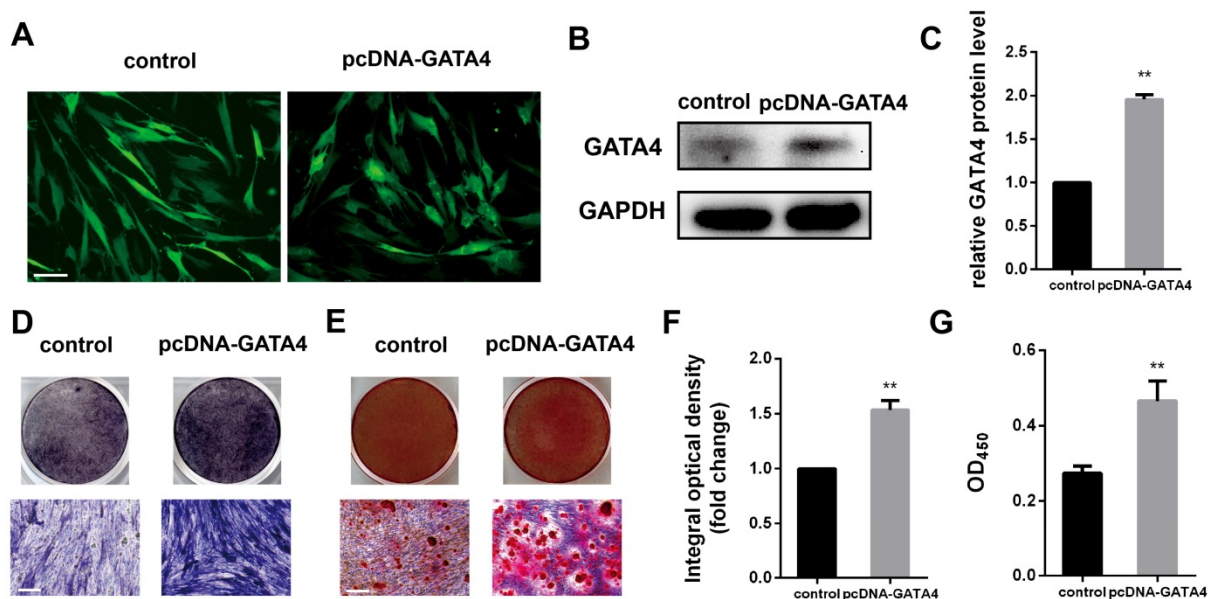 A
control
pcDNA-GATA4
B
control pcDNA-GATA4
GATA4
GAPDH
C
relative GATA4 protein level
2.5
2.0
1.5
1.0
0.5
0.0
**
control pcDNA-GATA4
D
control
pcDNA-GATA4
E
control
pcDNA-GATA4
F
Integral optical density
(fold change)
2.0
1.5
1.0
0.5
0.0
**
control pcDNA-GATA4
G
OD450
0.6
0.4
0.2
0.0
**
control pcDNA-GATA4